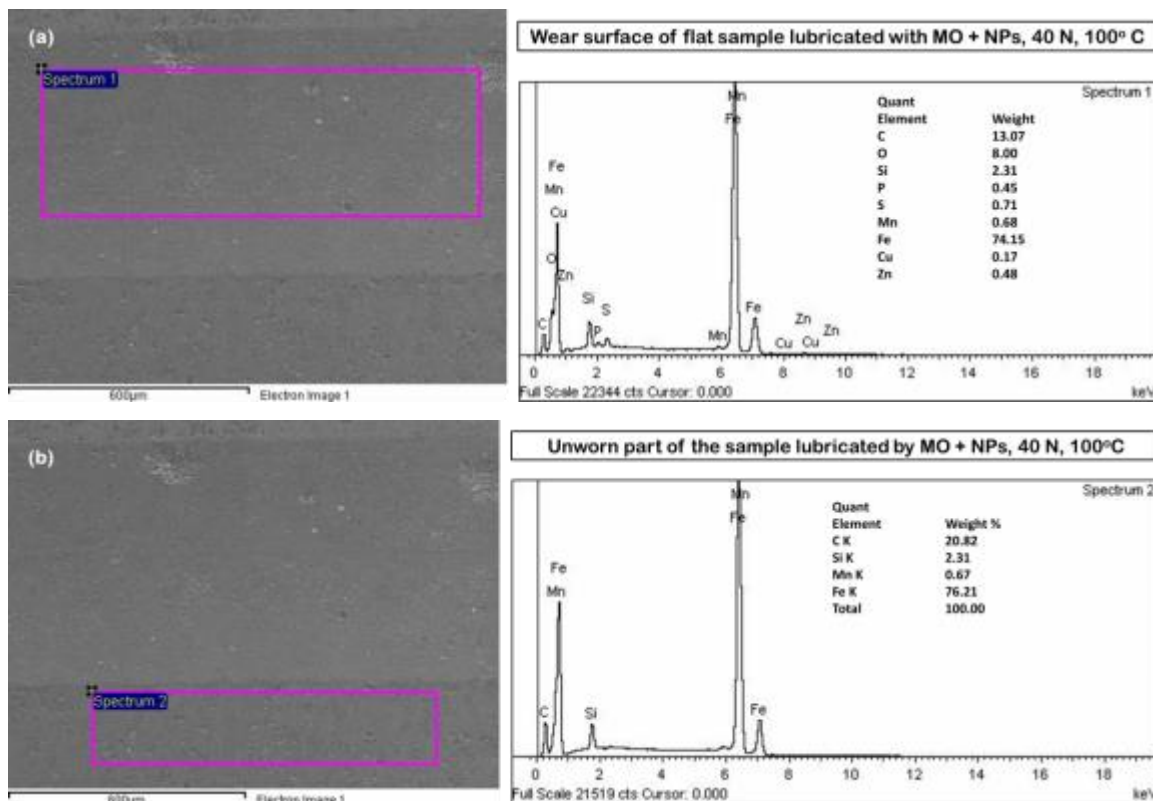 (a)
Spectrum 1
600μm Electron Image 1
Wear surface of flat sample lubricated with MO + NPs, 40 N, 100° C
Spectrum 1
Quant
Element Weight
C 13.07
O 8.00
Si 2.31
P 0.45
S 0.71
Mn 0.68
Fe 74.15
Cu 0.17
Zn 0.48
Mn
Fe
Fe
Mn
Cu
O
Zn
C
Si
P
S
Mn
Fe
Cu
Zn
Cu
Zn
0 2 4 6 8 10 12 14 16 18
Full Scale 22344 cts Cursor: 0.000 keV
(b)
Spectrum 2
600μm Electron Image 1
Unworn part of the sample lubricated by MO + NPs, 40 N, 100°C
Spectrum 2
Quant
Element Weight %
C K 20.82
Si K 2.31
Mn K 0.67
Fe K 76.21
Total 100.00
Mn
Fe
Fe
Mn
C
Si
Fe
0 2 4 6 8 10 12 14 16 18
Full Scale 21519 cts Cursor: 0.000 keV